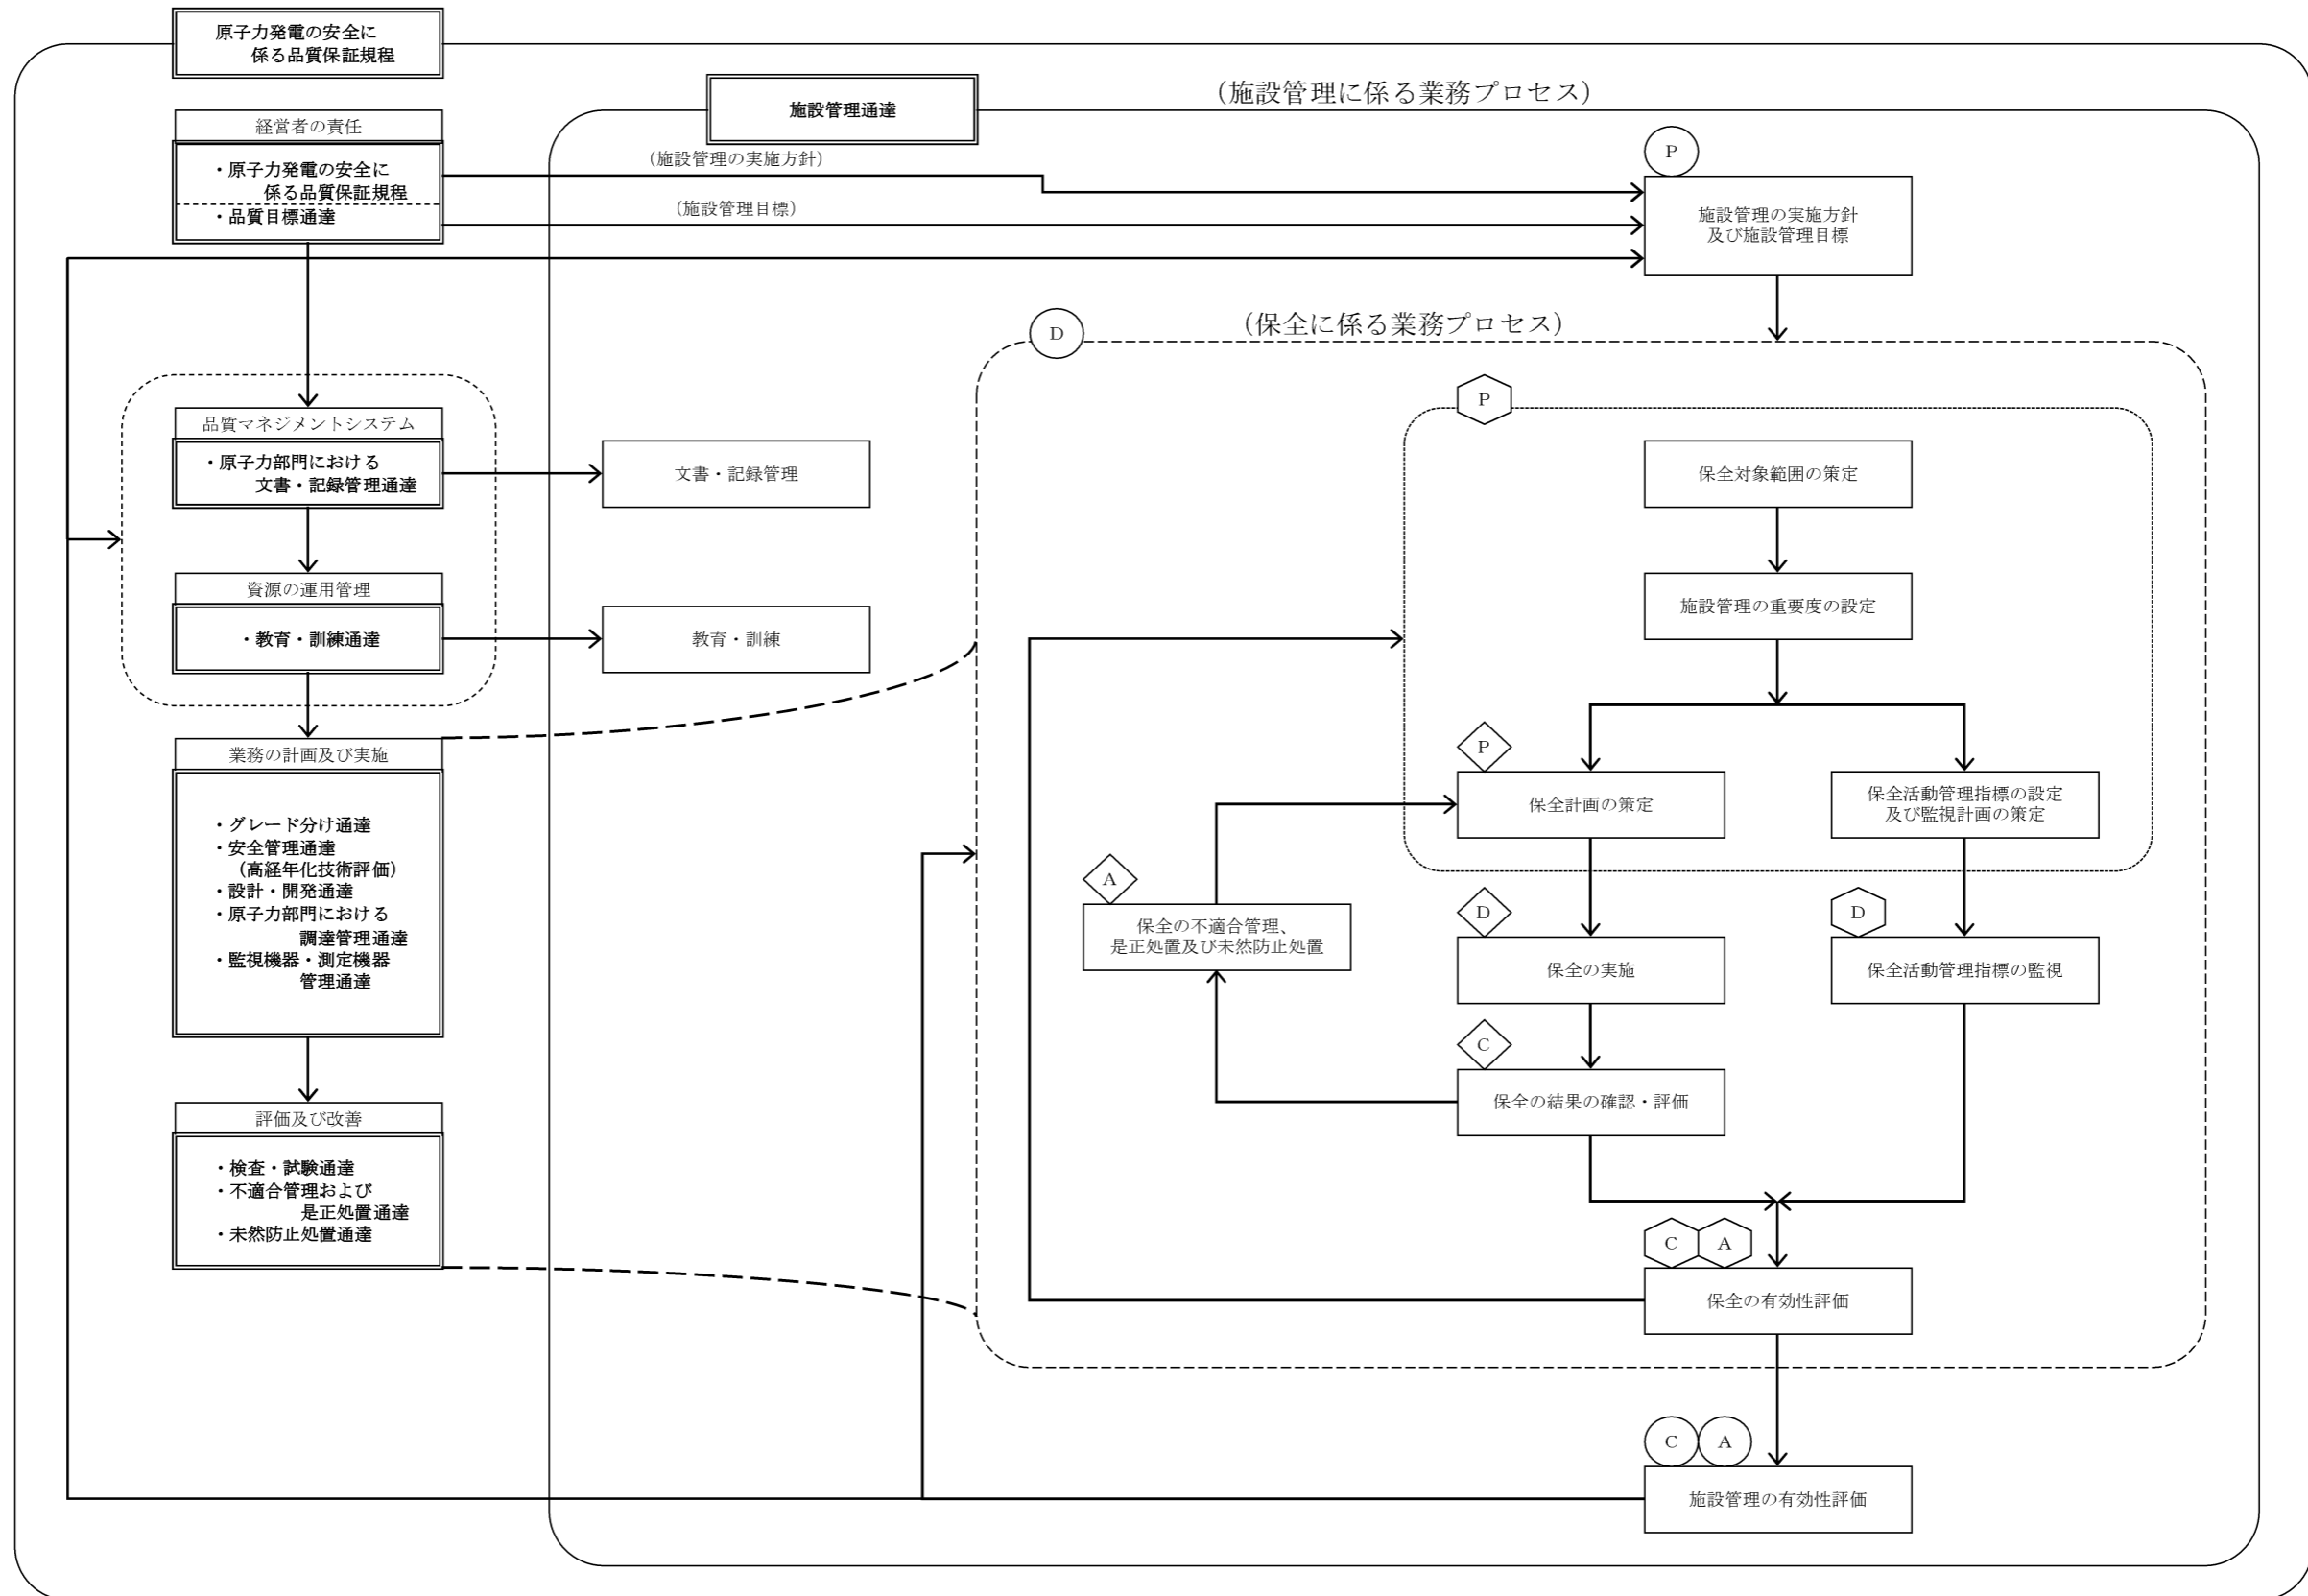 原子力発電の安全に
係る品質保証規程
施設管理通達
（施設管理に係る業務プロセス）
経営者の責任
・原子力発電の安全に
係る品質保証規程
・品質目標通達
（施設管理の実施方針）
（施設管理目標）
P
施設管理の実施方針
及び施設管理目標
D
（保全に係る業務プロセス）
品質マネジメントシステム
・原子力部門における
文書・記録管理通達
文書・記録管理
資源の運用管理
・教育・訓練通達
教育・訓練
P
保全対象範囲の策定
施設管理の重要度の設定
P
保全計画の策定
保全活動管理指標の設定
及び監視計画の策定
業務の計画及び実施
・グレード分け通達
・安全管理通達
（高経年化技術評価）
・設計・開発通達
・原子力部門における
調達管理通達
・監視機器・測定機器
管理通達
A
保全の不適合管理、
是正処置及び未然防止処置
D
保全の実施
D
保全活動管理指標の監視
C
保全の結果の確認・評価
評価及び改善
・検査・試験通達
・不適合管理および
是正処置通達
・未然防止処置通達
C
A
保全の有効性評価
C
A
施設管理の有効性評価